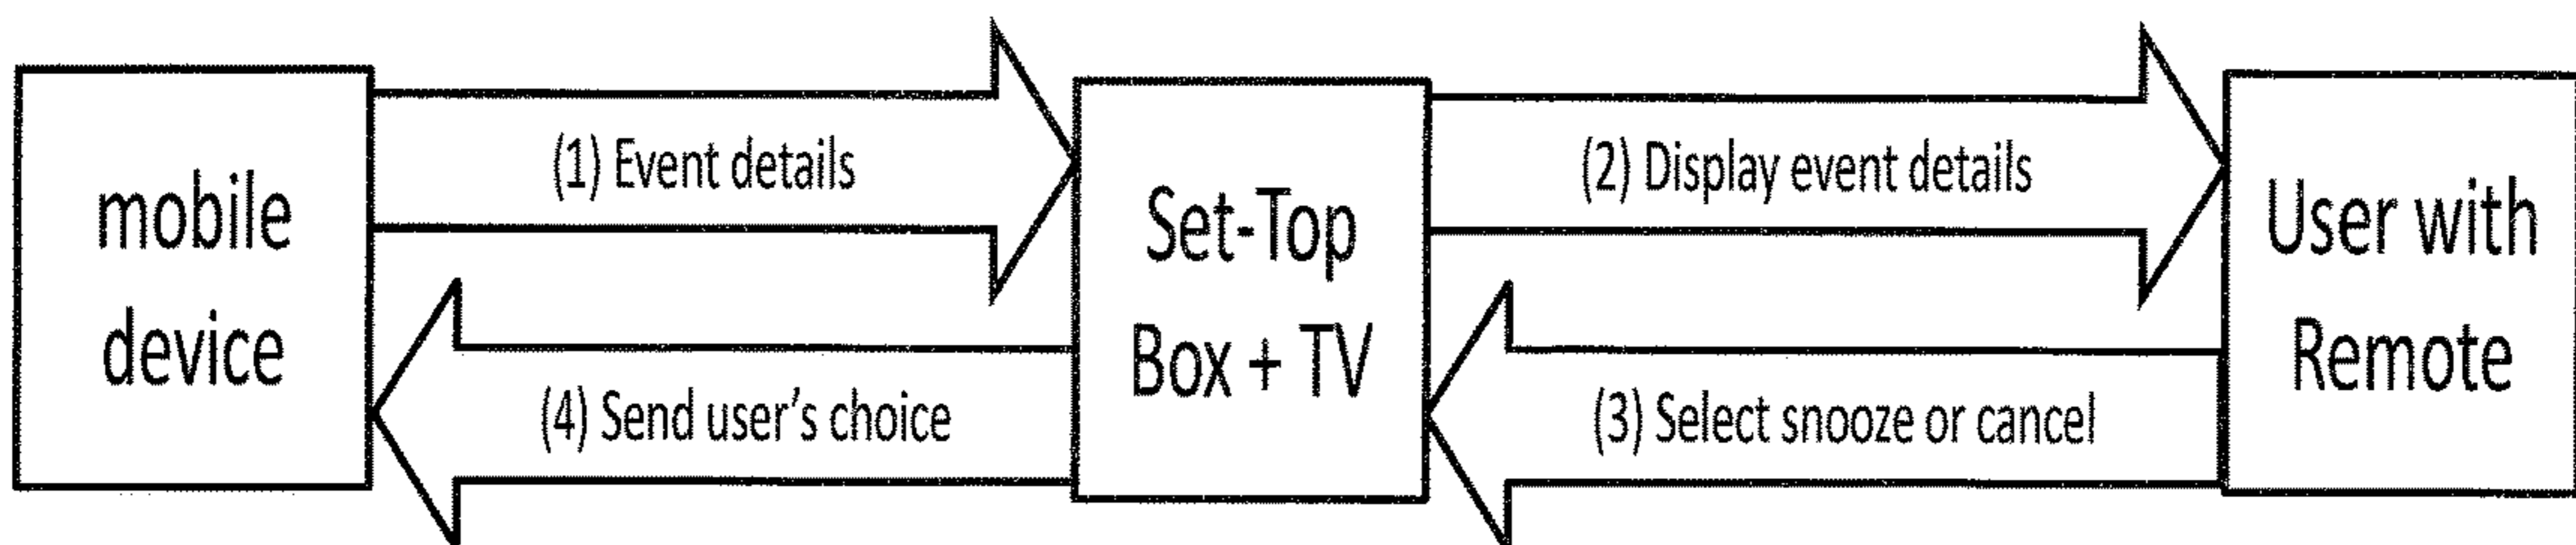 mobile
device
(1) Event details
(4) Send user's choice
Set-Top
Box + TV
(2) Display event details
(3) Select snooze or cancel
User with
Remote